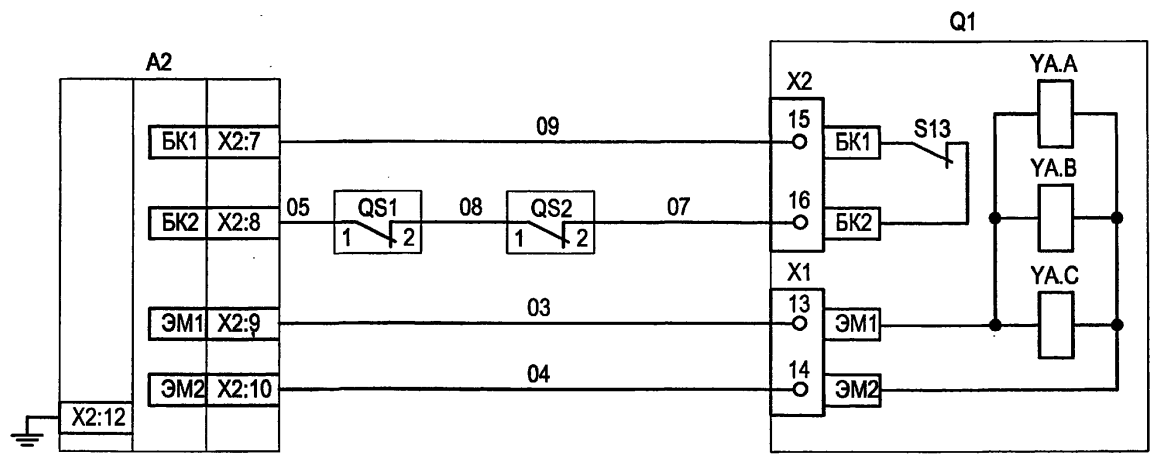 Q1
A2
YA.A
X2
15
09
S13
БК1 X2:7
БК1
YA.B
16
05
QS1
08
QS2
07
БК2 X2:8
1 2
1 2
БК2
X1
YA.C
13
03
ЭМ1 X2:9
ЭМ1
14
04
ЭМ2 X2:10
ЭМ2
X2:12